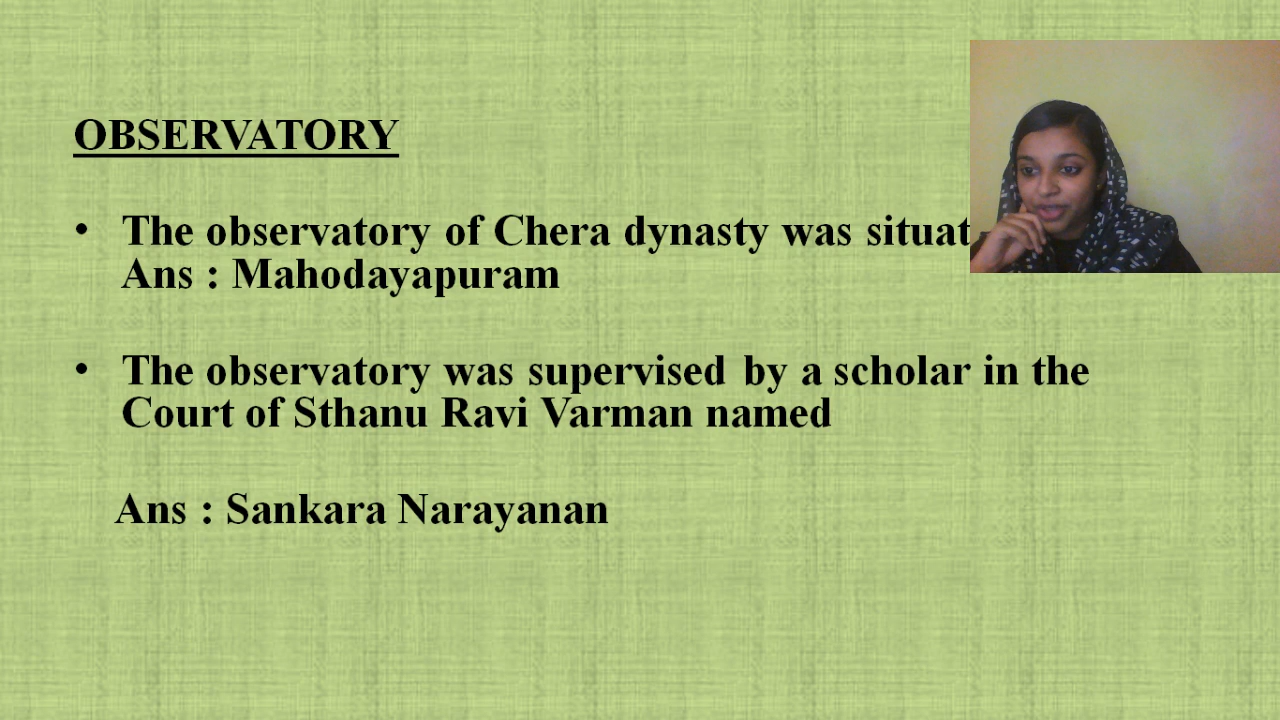 OBSERVATORY
• The observatory of Chera dynasty was situat
Ans : Mahodayapuram
• The observatory was supervised by a scholar in the
Court of Sthanu Ravi Varman named
Ans : Sankara Narayanan